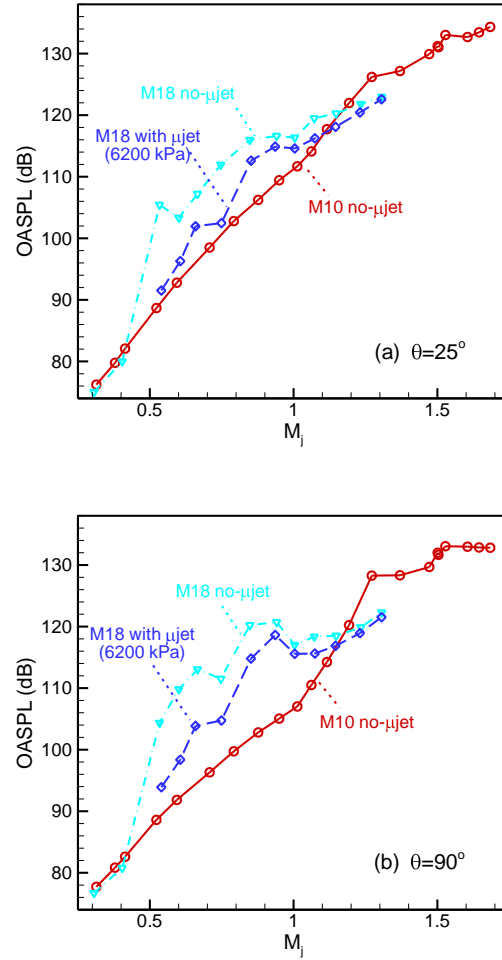 130
120
110
100
90
80
0.5
1
1.5
M18 no-μjet
M18 with μjet
(6200 kPa)
M10 no-μjet
(a) θ=25°
OASPL (dB)
Mⱼ
130
120
110
100
90
80
0.5
1
1.5
M18 no-μjet
M18 with μjet
(6200 kPa)
M10 no-μjet
(b) θ=90°
OASPL (dB)
Mⱼ